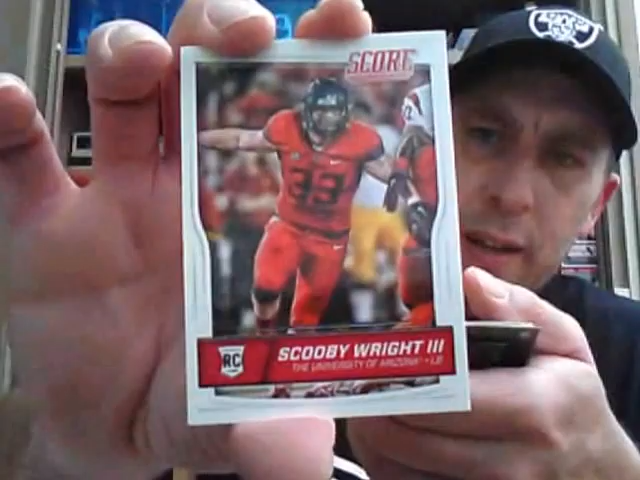 SCORE
33
RC
SCOOBY WRIGHT III
THE UNIVERSITY OF ARIZONA • LB